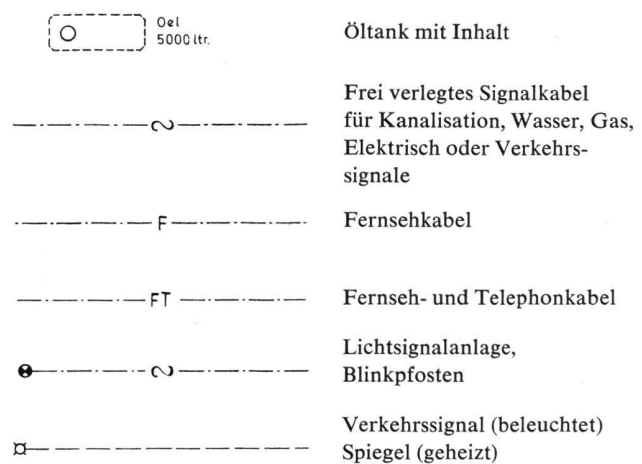 Oel
5000 ltr.
Öltank mit Inhalt
Frei verlegtes Signalkabel
für Kanalisation, Wasser, Gas,
Elektrisch oder Verkehrs-
signale
F
Fernsehkabel
FT
Fernseh- und Telephonkabel
Lichtsignalanlage,
Blinkpfosten
Verkehrssignal (beleuchtet)
Spiegel (geheizt)